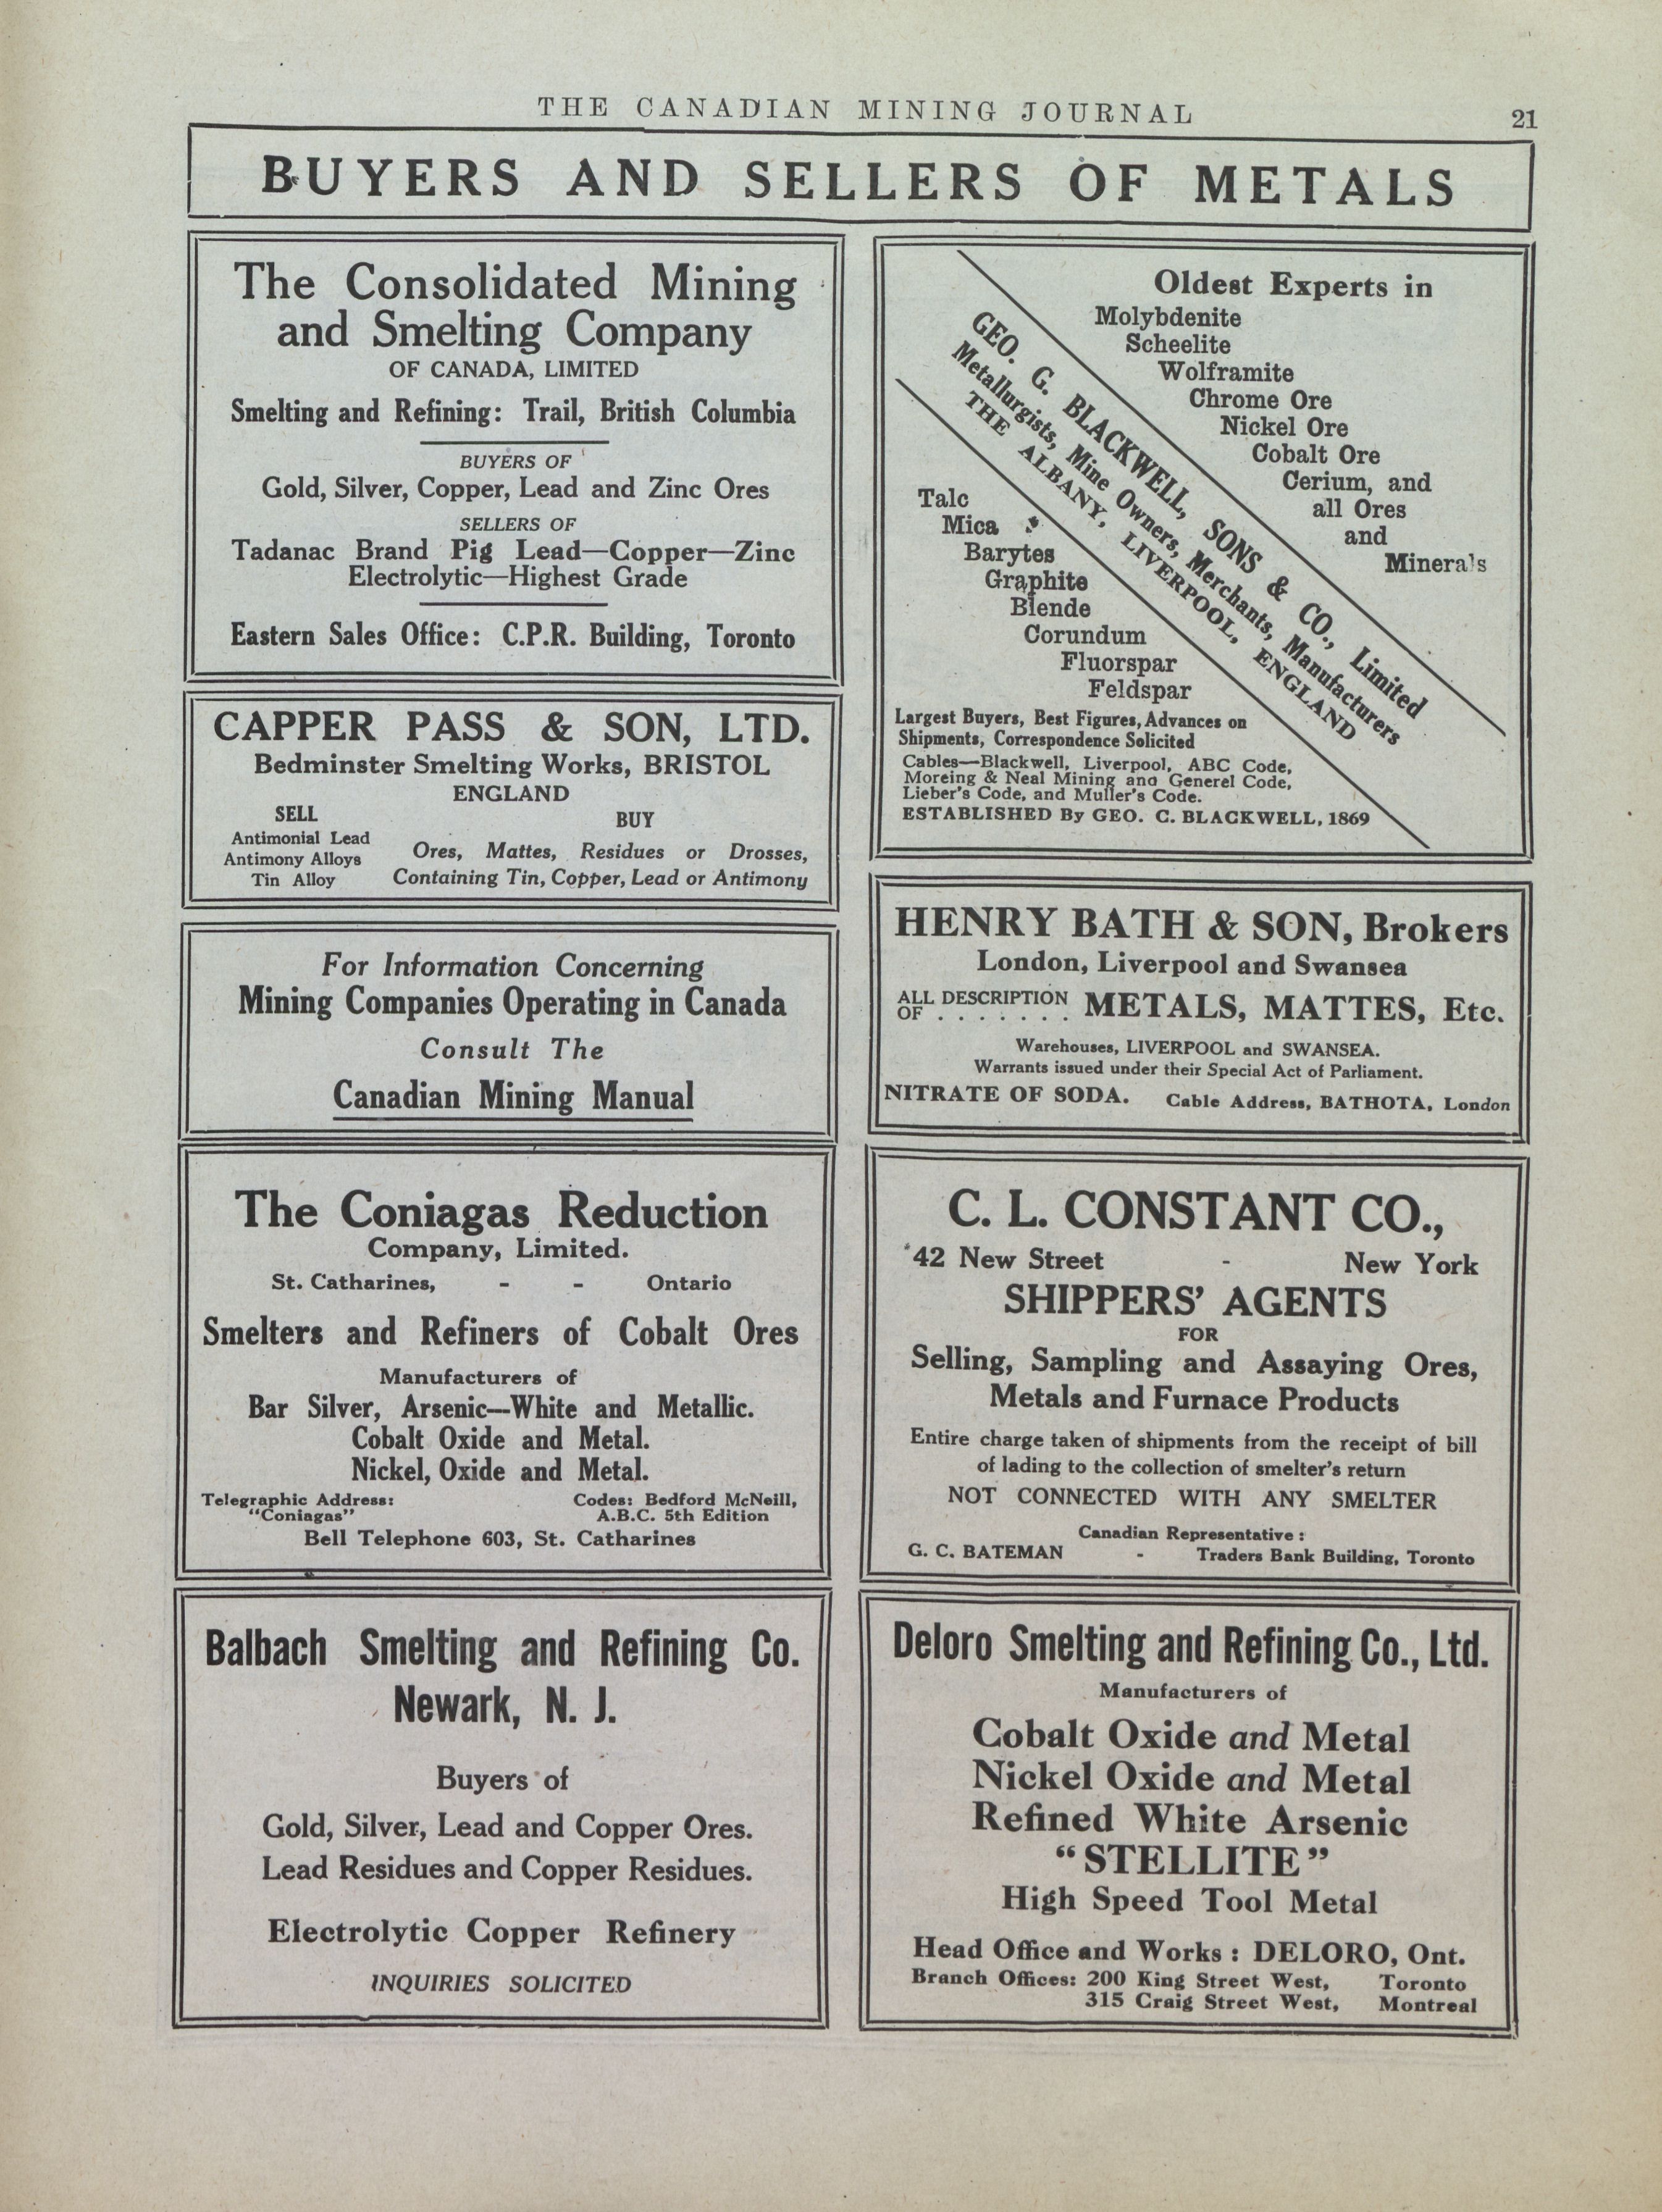 THE CANADIAN MINING JOURNAL 21
BUYERS AND SELLERS OF METALS
The Consolidated Mining
and Smelting Company
OF CANADA, LIMITED
Smelting and Refining: Trail, British Columbia
BUYERS OF
Gold, Silver, Copper, Lead and Zinc Ores
SELLERS OF
Tadanac Brand Pig Lead—Copper—Zinc
Electrolytic—Highest Grade
Eastern Sales Office: C.P.R. Building, Toronto
CAPPER PASS & SON, LTD.
Bedminster Smelting Works, BRISTOL
ENGLAND
SELL
Antimonial Lead
Antimony Alloys
Tin Alloy
BUY
Ores, Mattes, Residues or Drosses,
Containing Tin, Copper, Lead or Antimony
For Information Concerning
Mining Companies Operating in Canada
Consult The
Canadian Mining Manual
The Coniagas Reduction
Company, Limited.
St. Catharines, - - Ontario
Smelters and Refiners of Cobalt Ores
Manufacturers of
Bar Silver, Arsenic—White and Metallic.
Cobalt Oxide and Metal.
Nickel, Oxide and Metal.
Telegraphic Address:
"Coniagas"
Codes: Bedford McNeill,
A.B.C. 5th Edition
Bell Telephone 603, St. Catharines
Balbach Smelting and Refining Co.
Newark, N. J.
Buyers of
Gold, Silver, Lead and Copper Ores.
Lead Residues and Copper Residues.
Electrolytic Copper Refinery
INQUIRIES SOLICITED
Oldest Experts in
Molybdenite
Scheelite
Wolframite
Chrome Ore
Nickel Ore
Cobalt Ore
Cerium, and
all Ores
and
Minerals
GEO. G. BLACKWELL, SONS & CO., Limited
Metallurgists, Mine Owners, Merchants, Manufacturers
THE ALBANY, LIVERPOOL, ENGLAND
Talc
Mica
Barytes
Graphite
Blende
Corundum
Fluorspar
Feldspar
Largest Buyers, Best Figures, Advances on
Shipments, Correspondence Solicited
Cables—Blackwell, Liverpool, ABC Code,
Moreing & Neal Mining and Generel Code,
Lieber's Code, and Muller's Code.
ESTABLISHED By GEO. C. BLACKWELL, 1869
HENRY BATH & SON, Brokers
London, Liverpool and Swansea
ALL DESCRIPTION
OF . . . . . . . METALS, MATTES, Etc.
Warehouses, LIVERPOOL and SWANSEA.
Warrants issued under their Special Act of Parliament.
NITRATE OF SODA. Cable Address, BATHOTA, London
C. L. CONSTANT CO.,
42 New Street - New York
SHIPPERS' AGENTS
FOR
Selling, Sampling and Assaying Ores,
Metals and Furnace Products
Entire charge taken of shipments from the receipt of bill
of lading to the collection of smelter's return
NOT CONNECTED WITH ANY SMELTER
Canadian Representative:
G. C. BATEMAN - Traders Bank Building, Toronto
Deloro Smelting and Refining Co., Ltd.
Manufacturers of
Cobalt Oxide and Metal
Nickel Oxide and Metal
Refined White Arsenic
"STELLITE"
High Speed Tool Metal
Head Office and Works: DELORO, Ont.
Branch Offices: 200 King Street West, Toronto
315 Craig Street West, Montreal